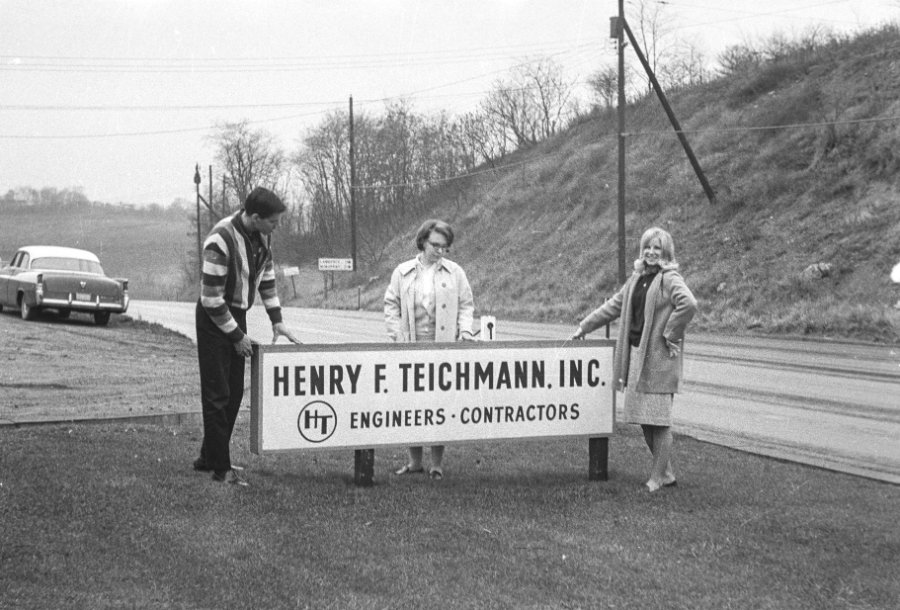 HENRY F. TEICHMANN, INC.
HT ENGINEERS · CONTRACTORS